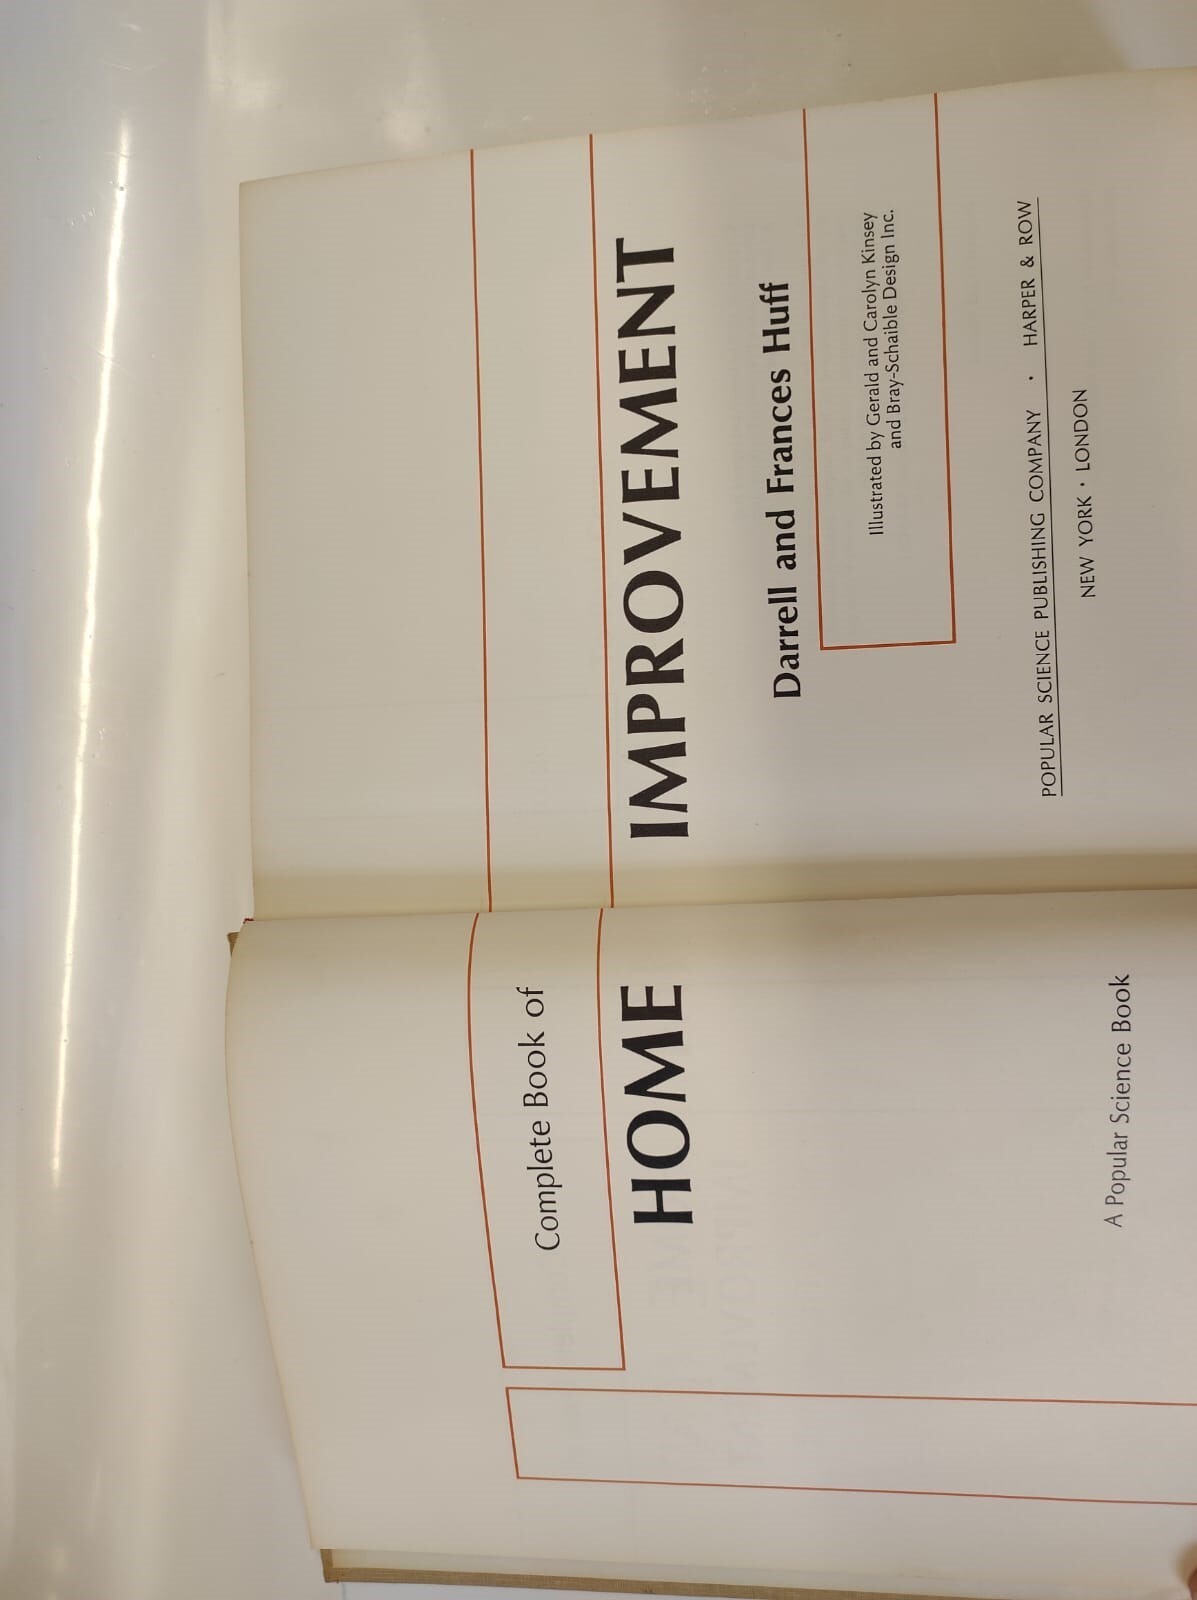 Complete Book of
HOME IMPROVEMENT
Darrell and Frances Huff
Illustrated by Gerald and Carolyn Kinsey
and Bray-Schaible Design Inc.
A Popular Science Book
POPULAR SCIENCE PUBLISHING COMPANY • HARPER & ROW
NEW YORK • LONDON